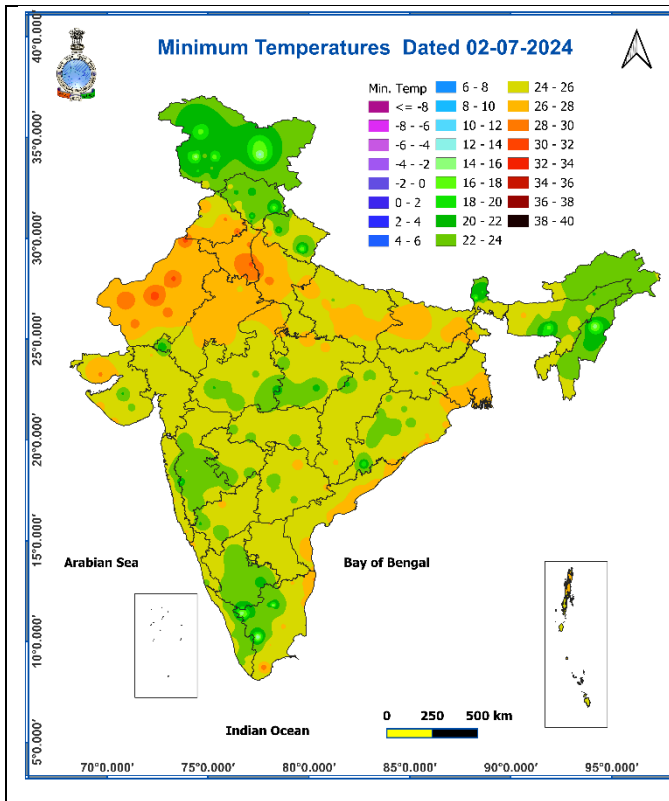 Minimum Temperatures Dated 02-07-2024
Min. Temp
<= -8
-8 - -6
-6 - -4
-4 - -2
-2 - 0
0 - 2
2 - 4
4 - 6
6 - 8
8 - 10
10 - 12
12 - 14
14 - 16
16 - 18
18 - 20
20 - 22
22 - 24
24 - 26
26 - 28
28 - 30
30 - 32
32 - 34
34 - 36
36 - 38
38 - 40
40°0.000'
35°0.000'
30°0.000'
25°0.000'
20°0.000'
15°0.000'
10°0.000'
5°0.000'
Arabian Sea
Bay of Bengal
Indian Ocean
0 250 500 km
70°0.000' 75°0.000' 80°0.000' 85°0.000' 90°0.000' 95°0.000'